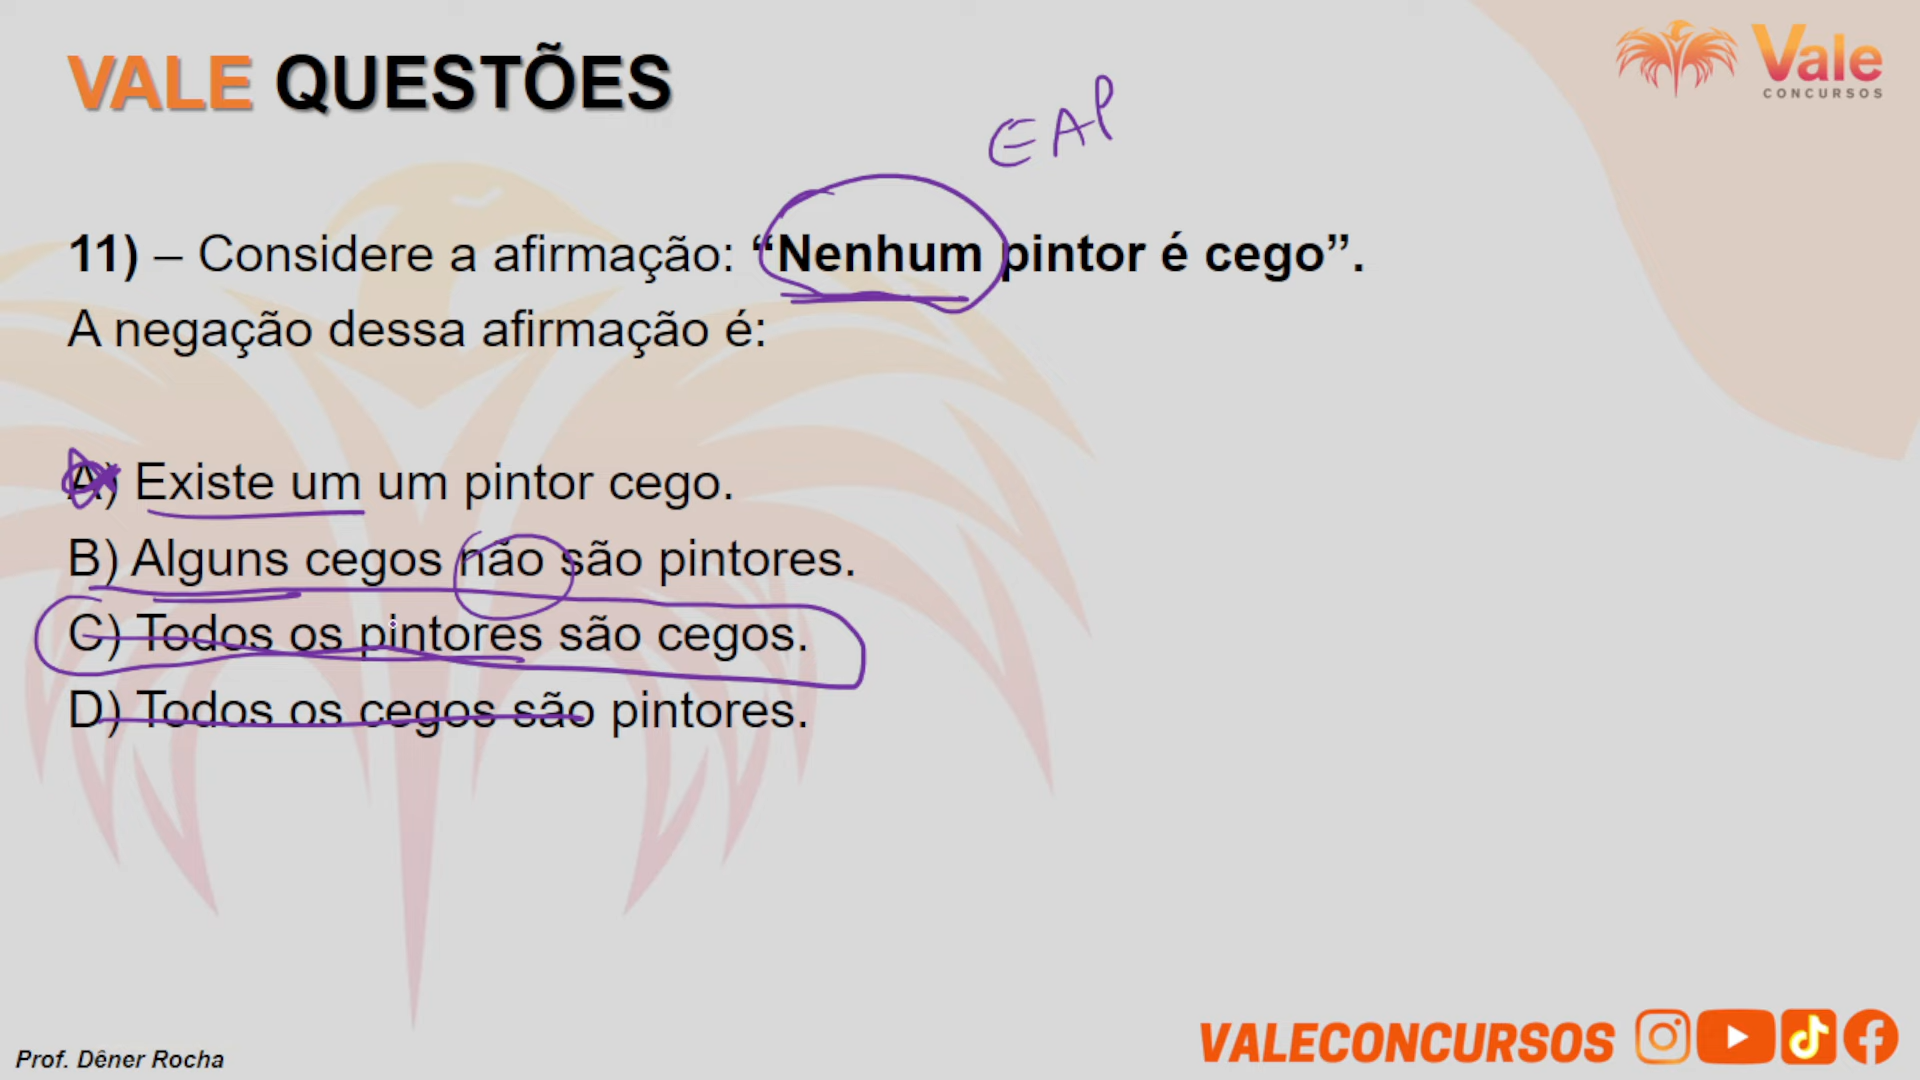 VALE QUESTÕES
Vale
CONCURSOS
EAP
11) – Considere a afirmação: “Nenhum pintor é cego”.
A negação dessa afirmação é:
A) Existe um um pintor cego.
B) Alguns cegos não são pintores.
C) Todos os pintores são cegos.
D) Todos os cegos são pintores.
VALECONCURSOS
Prof. Dêner Rocha